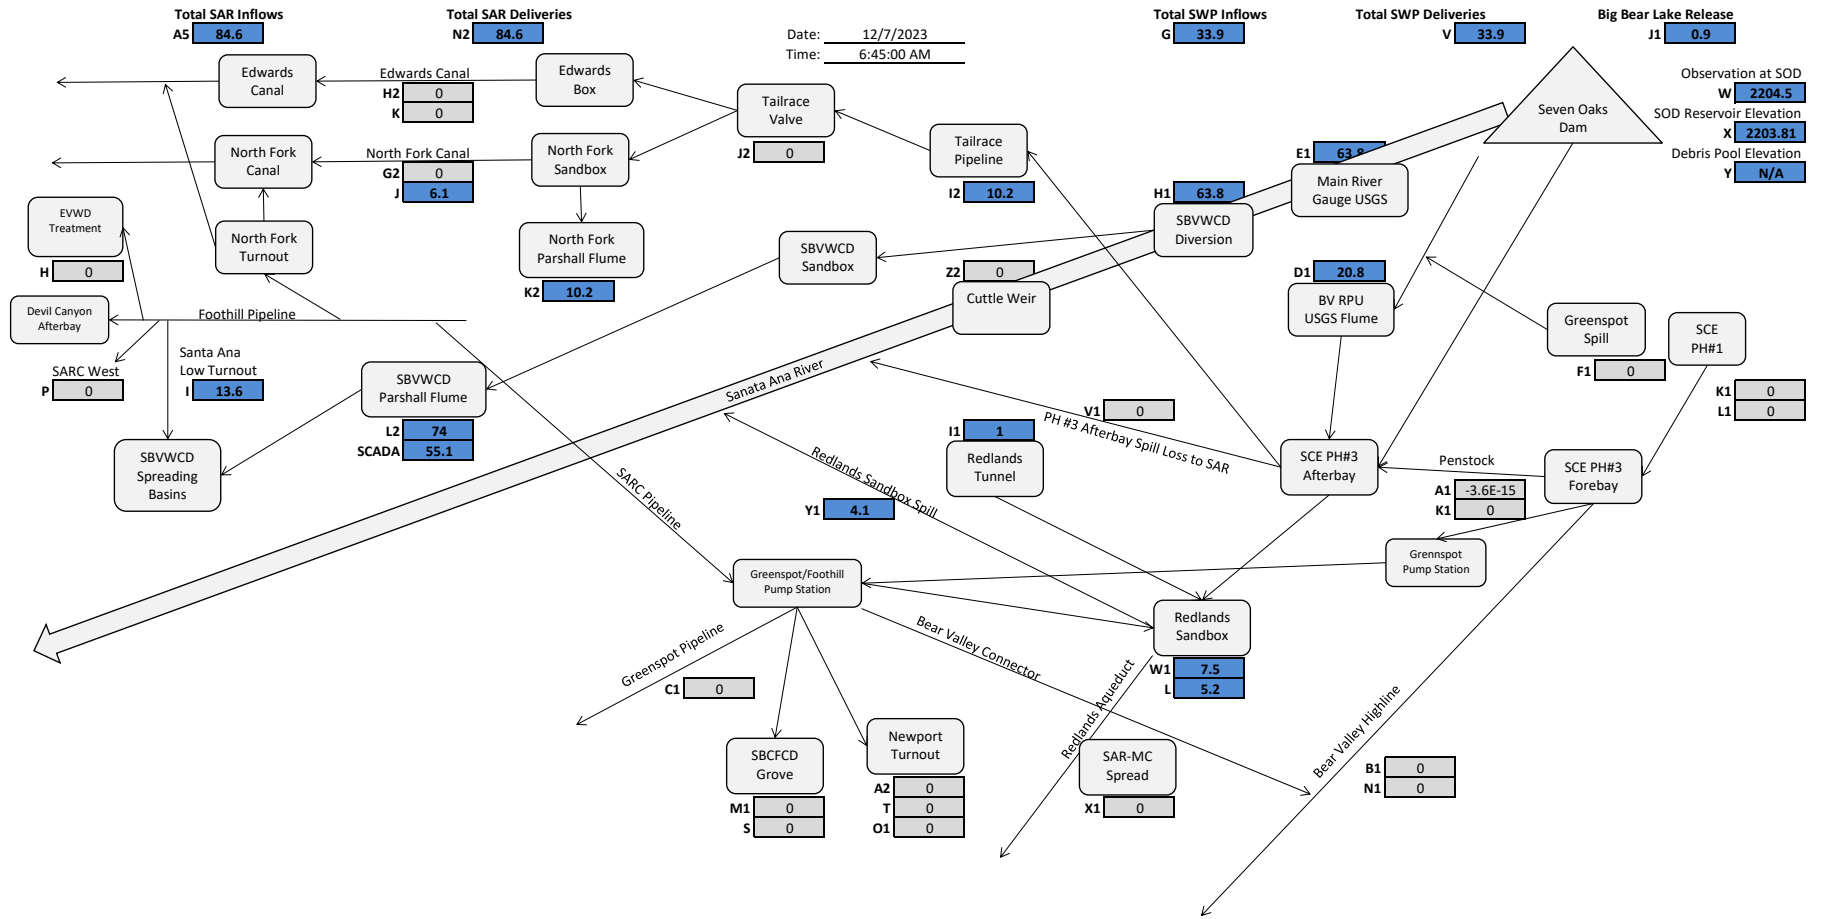 Total SAR Inflows
A5 84.6
Total SAR Deliveries
N2 84.6
Date: 12/7/2023
Time: 6:45:00 AM
Total SWP Inflows
G 33.9
Total SWP Deliveries
V 33.9
Big Bear Lake Release
J1 0.9
Observation at SOD
W 2204.5
SOD Reservoir Elevation
X 2203.81
Debris Pool Elevation
Y N/A
Seven Oaks
Dam
Edwards
Canal
Edwards Canal
H2 0
K 0
Edwards
Box
Tailrace
Valve
J2 0
Tailrace
Pipeline
I2 10.2
E1 63.8
Main River
Gauge USGS
H1 63.8
SBVWCD
Diversion
North Fork
Canal
North Fork Canal
G2 0
J 6.1
North Fork
Sandbox
EVWD
Treatment
H 0
North Fork
Turnout
North Fork
Parshall Flume
K2 10.2
SBVWCD
Sandbox
Z2 0
Cuttle Weir
D1 20.8
BV RPU
USGS Flume
Greenspot
Spill
F1 0
SCE
PH#1
K1 0
L1 0
Devil Canyon
Afterbay
Foothill Pipeline
SARC West
P 0
Santa Ana
Low Turnout
I 13.6
SBVWCD
Parshall Flume
L2 74
SCADA 55.1
SBVWCD
Spreading
Basins
Sanata Ana River
V1 0
PH #3 Afterbay Spill Loss to SAR
I1 1
Redlands
Tunnel
Redlands Sandbox Spill
Y1 4.1
SARC Pipeline
SCE PH#3
Afterbay
Penstock
A1 -3.6E-15
K1 0
SCE PH#3
Forebay
Grennspot
Pump Station
Greenspot/Foothill
Pump Station
Redlands
Sandbox
W1 7.5
L 5.2
Greenspot Pipeline
C1 0
Bear Valley Connector
Redlands Aqueduct
Bear Valley Highline
SBCFCD
Grove
M1 0
S 0
Newport
Turnout
A2 0
T 0
O1 0
SAR-MC
Spread
X1 0
B1 0
N1 0